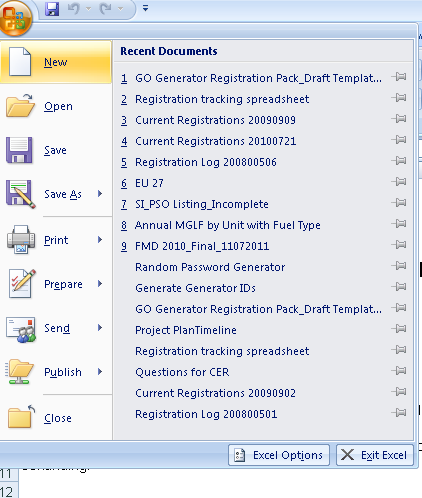 Recent Documents
New
1 GO Generator Registration Pack_Draft Templat...
2 Registration tracking spreadsheet
Open
3 Current Registrations 20090909
4 Current Registrations 20100721
Save
5 Registration Log 200800506
6 EU 27
Save As
7 SI_PSO Listing_Incomplete
8 Annual MGLF by Unit with Fuel Type
Print
9 FMD 2010_Final_11072011
Random Password Generator
Prepare
Generate Generator IDs
GO Generator Registration Pack_Draft Templat...
Send
Project PlanTimeline
Registration tracking spreadsheet
Publish
Questions for CER
Current Registrations 20090902
Close
Registration Log 200800501
Excel Options
Exit Excel
11
12